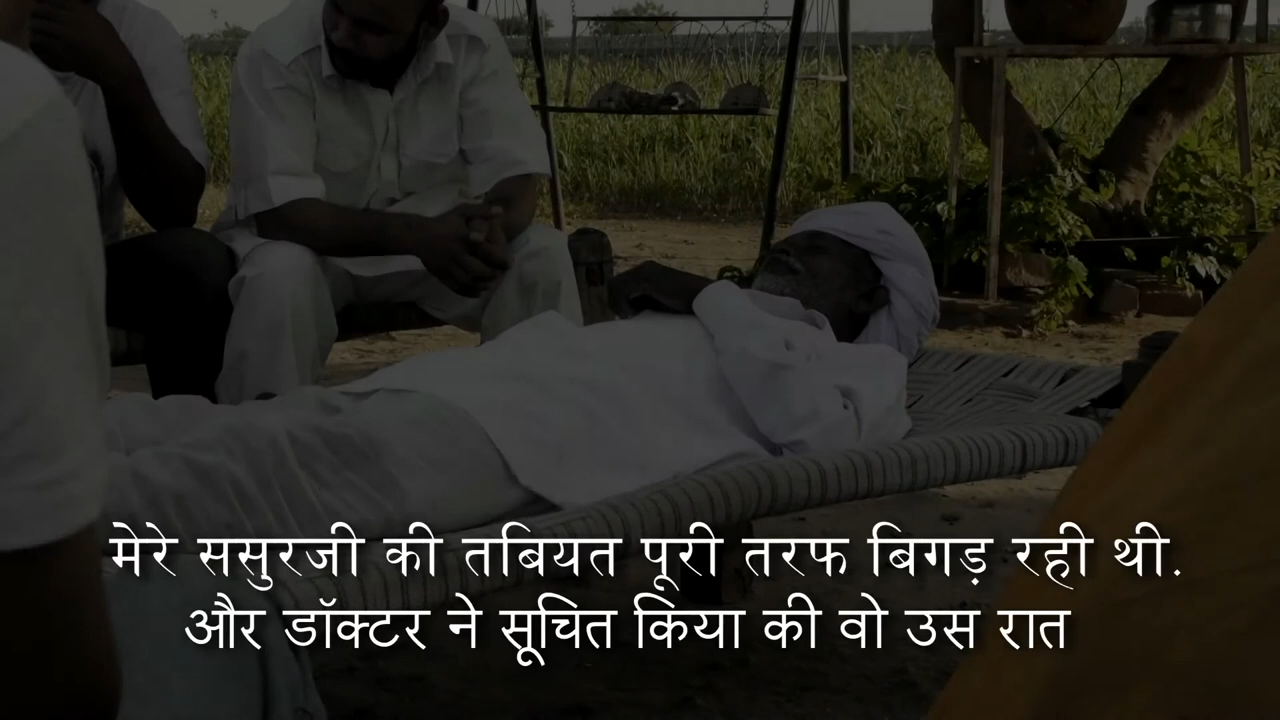 मेरे ससुरजी की तबियत पूरी तरफ बिगड़ रही थी.
और डॉक्टर ने सूचित किया की वो उस रात